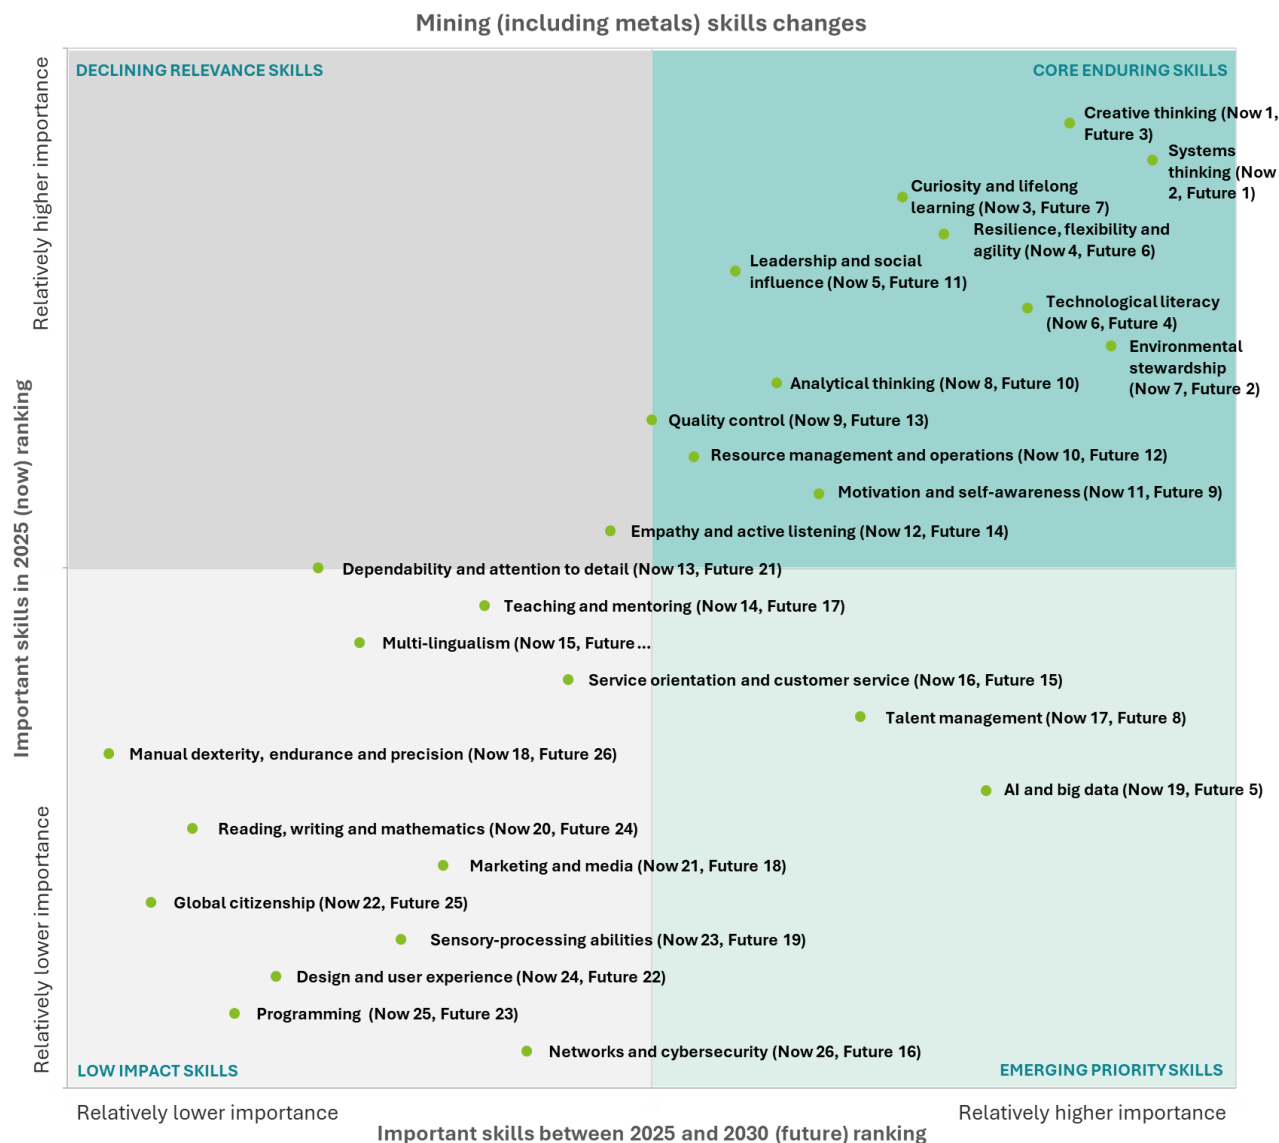 Mining (including metals) skills changes
DECLINING RELEVANCE SKILLS
CORE ENDURING SKILLS
Relatively higher importance
Creative thinking (Now 1,
Future 3)
Systems
thinking (Now
2, Future 1)
Curiosity and lifelong
learning (Now 3, Future 7)
Resilience, flexibility and
agility (Now 4, Future 6)
Leadership and social
influence (Now 5, Future 11)
Technological literacy
(Now 6, Future 4)
Environmental
stewardship
(Now 7, Future 2)
Analytical thinking (Now 8, Future 10)
Quality control (Now 9, Future 13)
Resource management and operations (Now 10, Future 12)
Motivation and self-awareness (Now 11, Future 9)
Empathy and active listening (Now 12, Future 14)
Important skills in 2025 (now) ranking
Dependability and attention to detail (Now 13, Future 21)
Teaching and mentoring (Now 14, Future 17)
Multi-lingualism (Now 15, Future...
Service orientation and customer service (Now 16, Future 15)
Talent management (Now 17, Future 8)
Manual dexterity, endurance and precision (Now 18, Future 26)
AI and big data (Now 19, Future 5)
Reading, writing and mathematics (Now 20, Future 24)
Marketing and media (Now 21, Future 18)
Global citizenship (Now 22, Future 25)
Sensory-processing abilities (Now 23, Future 19)
Design and user experience (Now 24, Future 22)
Programming (Now 25, Future 23)
Networks and cybersecurity (Now 26, Future 16)
Relatively lower importance
LOW IMPACT SKILLS
EMERGING PRIORITY SKILLS
Relatively lower importance
Relatively higher importance
Important skills between 2025 and 2030 (future) ranking